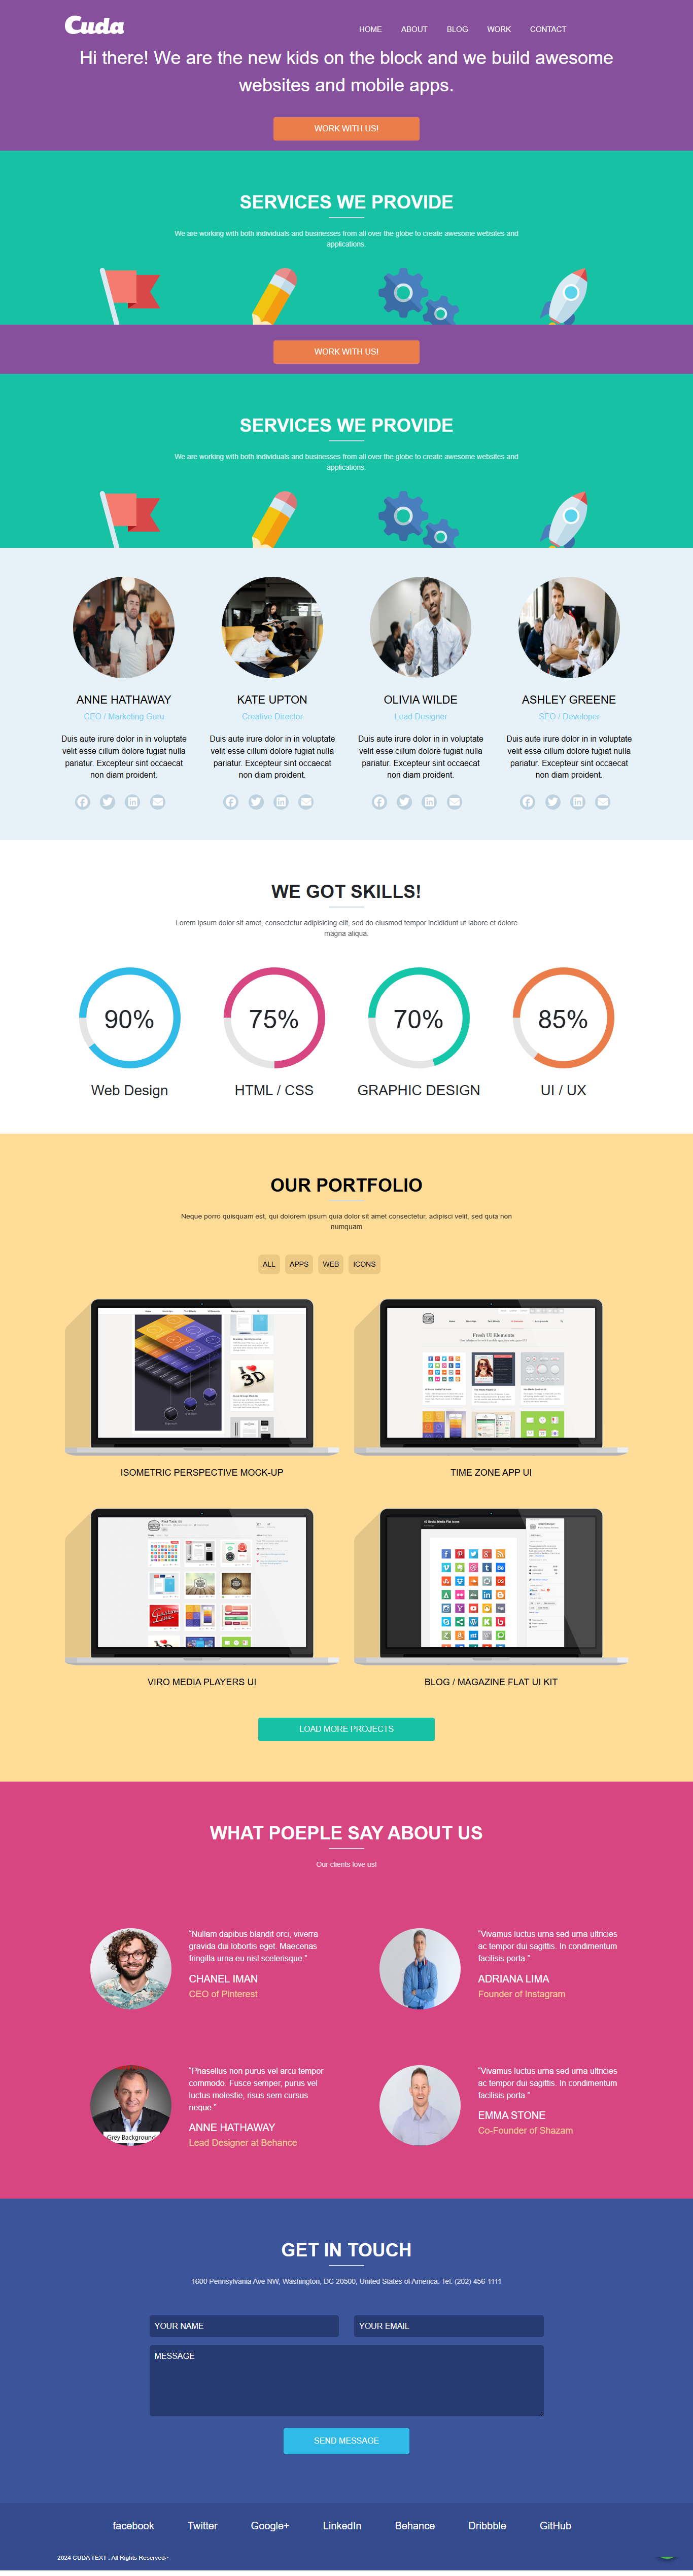 Cuda
HOME ABOUT BLOG WORK CONTACT
Hi there! We are the new kids on the block and we build awesome
websites and mobile apps.
WORK WITH US!
SERVICES WE PROVIDE
We are working with both individuals and businesses from all over the globe to create awesome websites and
applications.
WORK WITH US!
SERVICES WE PROVIDE
We are working with both individuals and businesses from all over the globe to create awesome websites and
applications.
ANNE HATHAWAY
CEO / Marketing Guru
Duis aute irure dolor in in voluptate
velit esse cillum dolore fugiat nulla
pariatur. Excepteur sint occaecat
non diam proident.
KATE UPTON
Creative Director
Duis aute irure dolor in in voluptate
velit esse cillum dolore fugiat nulla
pariatur. Excepteur sint occaecat
non diam proident.
OLIVIA WILDE
Lead Designer
Duis aute irure dolor in in voluptate
velit esse cillum dolore fugiat nulla
pariatur. Excepteur sint occaecat
non diam proident.
ASHLEY GREENE
SEO / Developer
Duis aute irure dolor in in voluptate
velit esse cillum dolore fugiat nulla
pariatur. Excepteur sint occaecat
non diam proident.
WE GOT SKILLS!
Lorem ipsum dolor sit amet, consectetur adipisicing elit, sed do eiusmod tempor incididunt ut labore et dolore
magna aliqua.
90% 75% 70% 85%
Web Design HTML / CSS GRAPHIC DESIGN UI / UX
OUR PORTFOLIO
Neque porro quisquam est, qui dolorem ipsum quia dolor sit amet consectetur, adipisci velit, sed quia non
numquam
ALL APPS WEB ICONS
I 3D
Fresh UI Elements
ISOMETRIC PERSPECTIVE MOCK-UP
TIME ZONE APP UI
VIRO MEDIA PLAYERS UI
BLOG / MAGAZINE FLAT UI KIT
LOAD MORE PROJECTS
WHAT POEPLE SAY ABOUT US
Our clients love us!
"Nullam dapibus blandit orci, viverra
gravida dui lobortis eget. Maecenas
fringilla urna eu nisl scelerisque."
CHANEL IMAN
CEO of Pinterest
"Vivamus luctus urna sed urna ultricies
ac tempor dui sagittis. In condimentum
facilisis porta."
ADRIANA LIMA
Founder of Instagram
Grey Background
"Phasellus non purus vel arcu tempor
commodo. Fusce semper, purus vel
luctus molestie, risus sem cursus
neque."
ANNE HATHAWAY
Lead Designer at Behance
"Vivamus luctus urna sed urna ultricies
ac tempor dui sagittis. In condimentum
facilisis porta."
EMMA STONE
Co-Founder of Shazam
GET IN TOUCH
1600 Pennsylvania Ave NW, Washington, DC 20500, United States of America. Tel: (202) 456-1111
YOUR NAME YOUR EMAIL
MESSAGE
SEND MESSAGE
facebook Twitter Google+ LinkedIn Behance Dribbble GitHub
2024 CUDA TEXT . All Rights Reserved